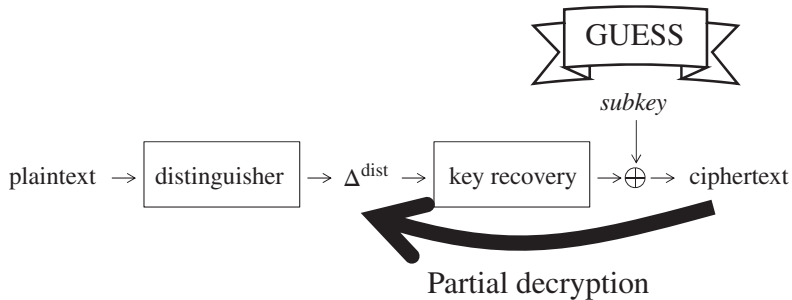 GUESS
subkey
plaintext → distinguisher → Δ^dist → key recovery → ⊕ → ciphertext
Partial decryption